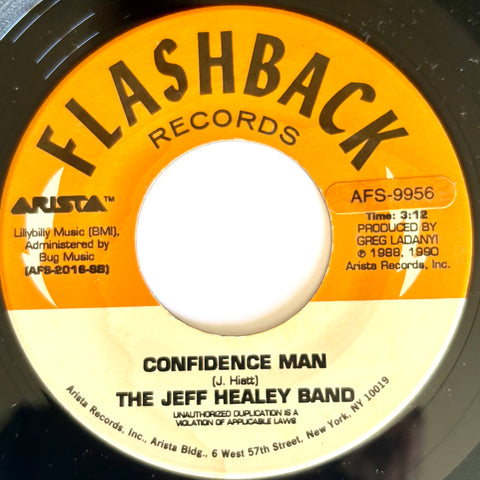 FLASHBACK
RECORDS
ARISTA™
AFS-9956
Lillybilly Music (BMI),
Administered by
Bug Music
(AFS-2016-SB)
Time: 3:12
PRODUCED BY
GREG LADANYI
℗ 1988, 1990
Arista Records, Inc.
CONFIDENCE MAN
(J. Hiatt)
THE JEFF HEALEY BAND
UNAUTHORIZED DUPLICATION IS A
VIOLATION OF APPLICABLE LAWS
Arista Records, Inc., Arista Bldg., 6 West 57th Street, New York, NY 10019